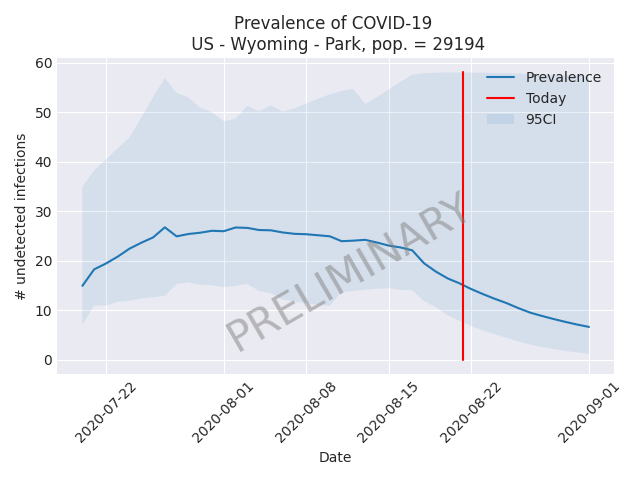 Prevalence of COVID-19
US - Wyoming - Park, pop. = 29194
# undetected infections
60
50
40
30
20
10
0
Prevalence
Today
95CI
PRELIMINARY
2020-07-22
2020-08-01
2020-08-08
2020-08-15
2020-08-22
2020-09-01
Date